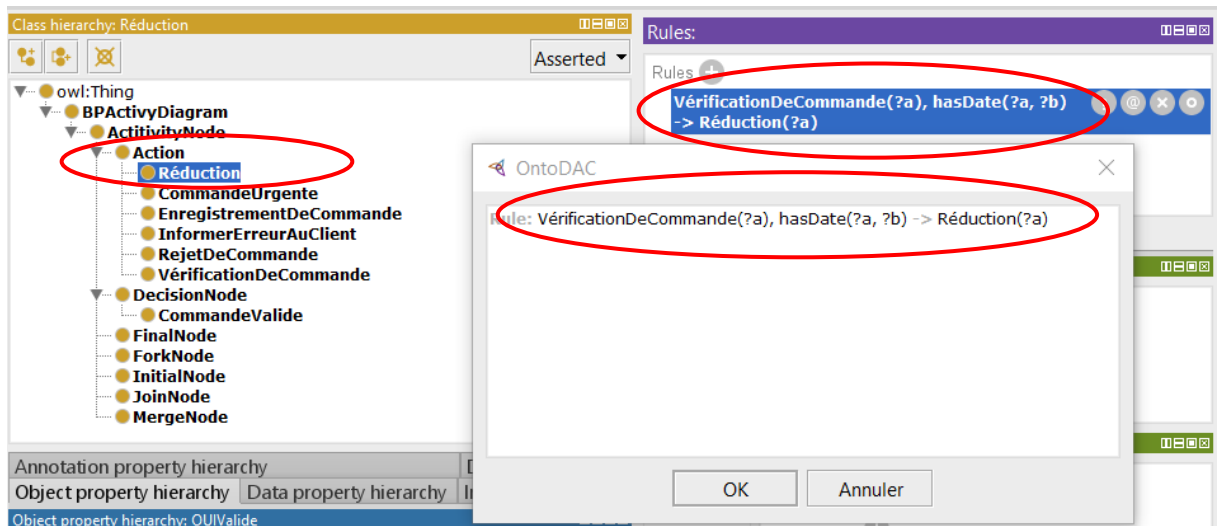 Class hierarchy: Réduction
Asserted
owl:Thing
BPActivyDiagram
ActitivityNode
Action
Réduction
CommandeUrgente
EnregistrementDeCommande
InformerErreurAuClient
RejetDeCommande
VérificationDeCommande
DecisionNode
CommandeValide
FinalNode
ForkNode
InitialNode
JoinNode
MergeNode
Annotation property hierarchy
Object property hierarchy Data property hierarchy
Object property hierarchy: OUIValide
Rules:
Rules
VérificationDeCommande(?a), hasDate(?a, ?b)
-> Réduction(?a)
OntoDAC
Rule: VérificationDeCommande(?a), hasDate(?a, ?b) -> Réduction(?a)
OK Annuler